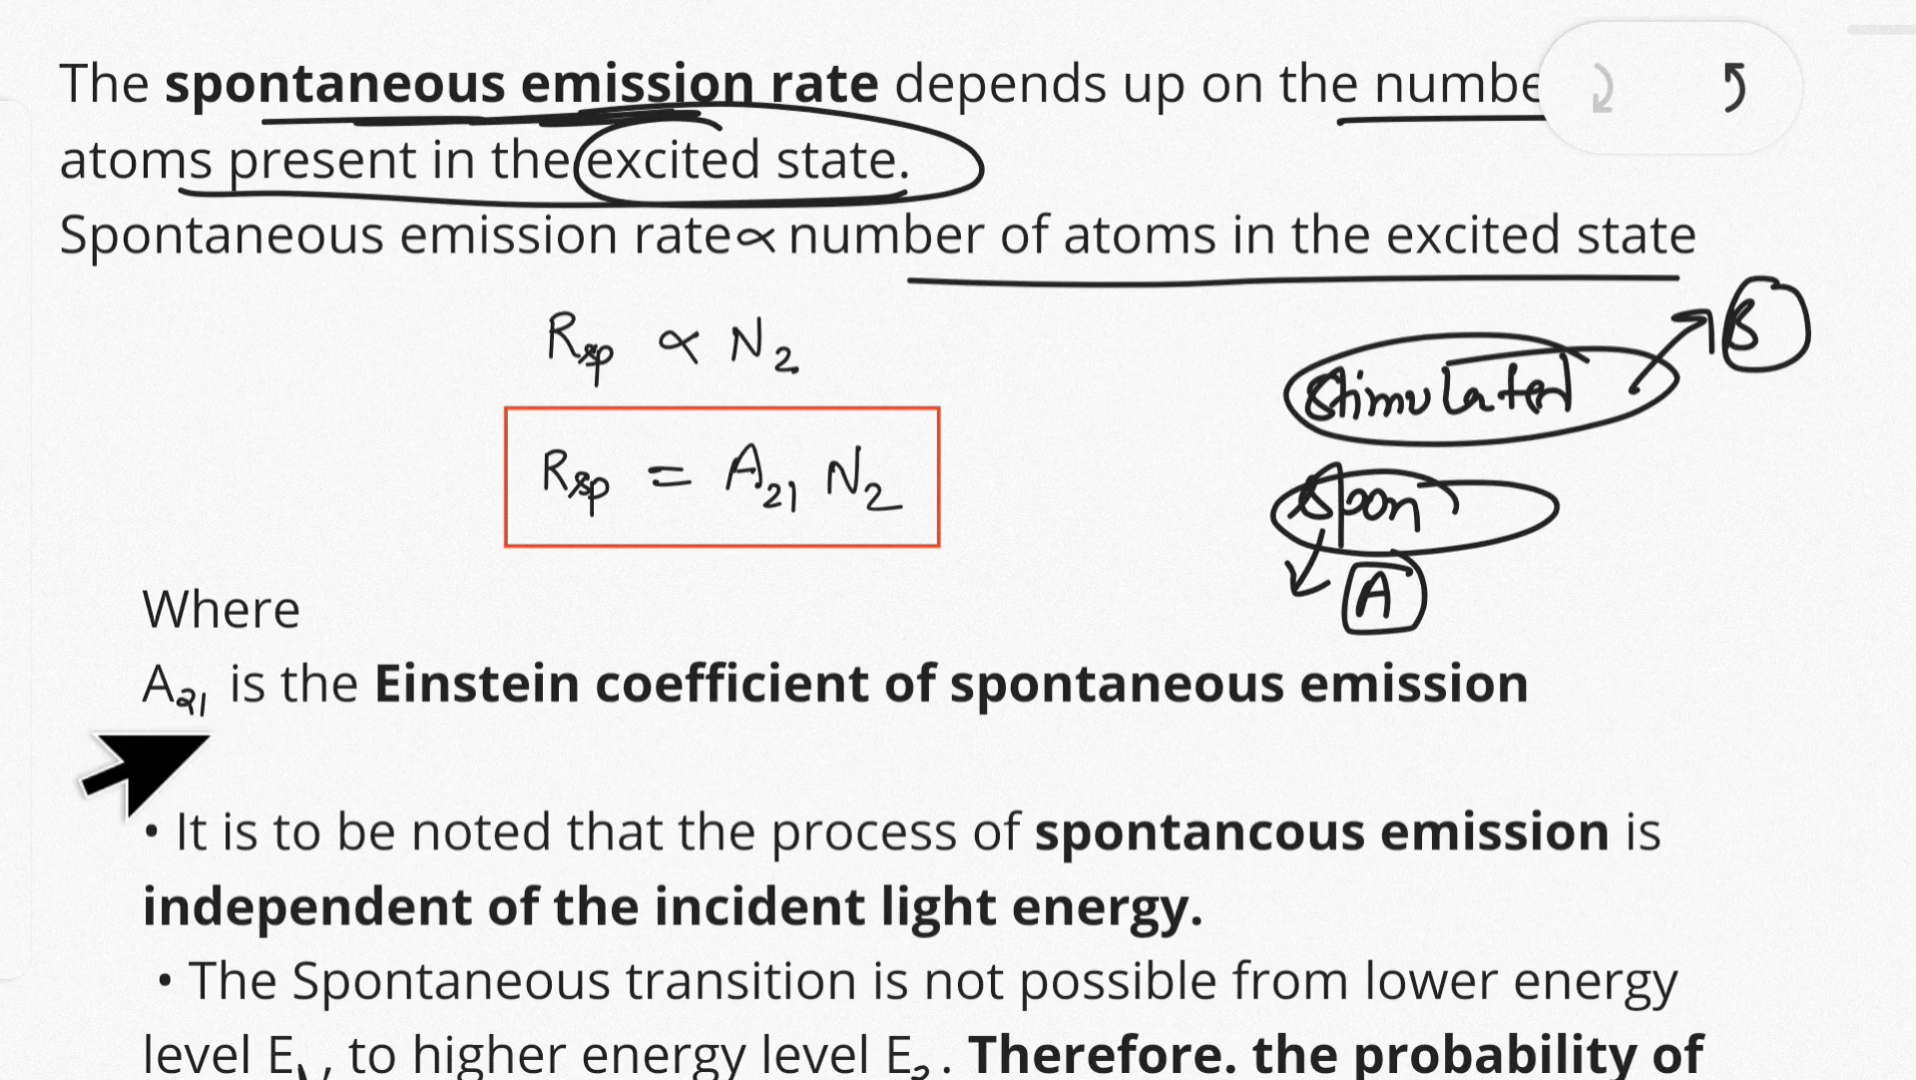 The spontaneous emission rate depends up on the numbe
atoms present in the excited state.
Spontaneous emission rate ∝ number of atoms in the excited state
Rsp ∝ N2
B
Stimulated
Rsp = A21 N2
Spon
A
Where
A21 is the Einstein coefficient of spontaneous emission
• It is to be noted that the process of spontancous emission is
independent of the incident light energy.
• The Spontaneous transition is not possible from lower energy
level E1, to higher energy level E2. Therefore. the probability of